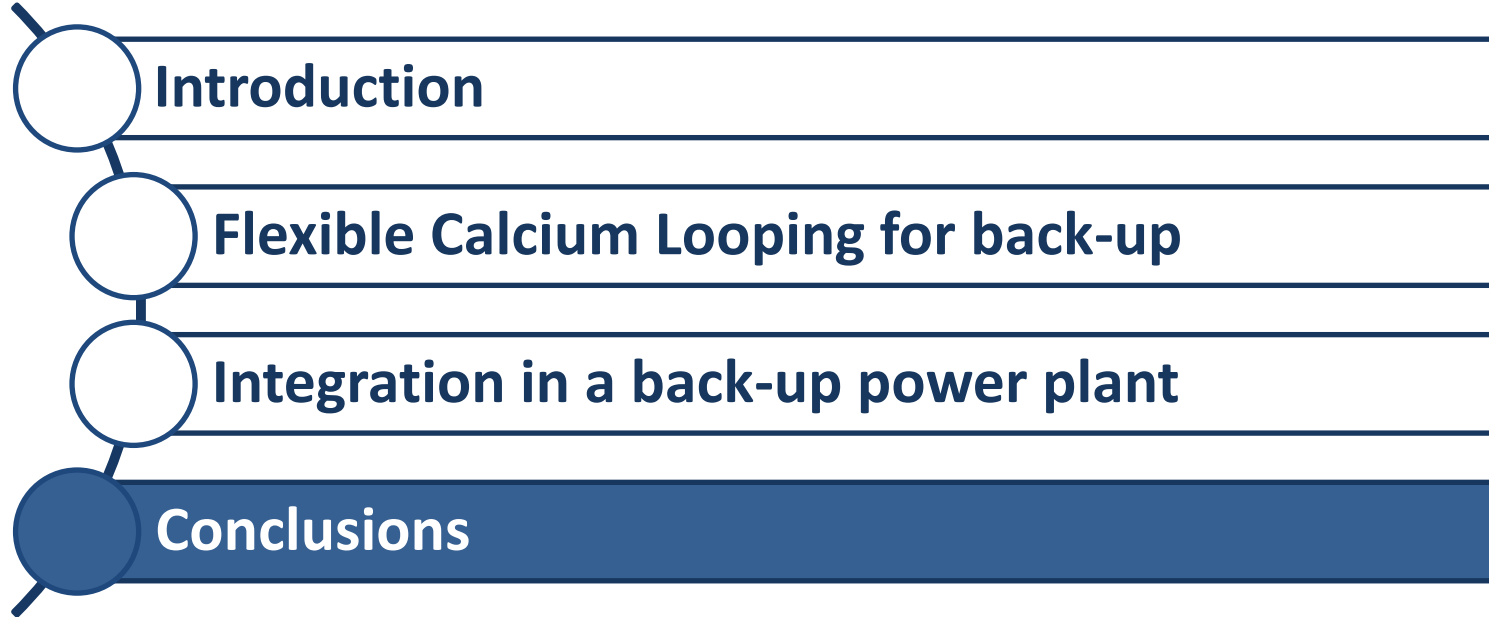 Introduction
Flexible Calcium Looping for back-up
Integration in a back-up power plant
Conclusions